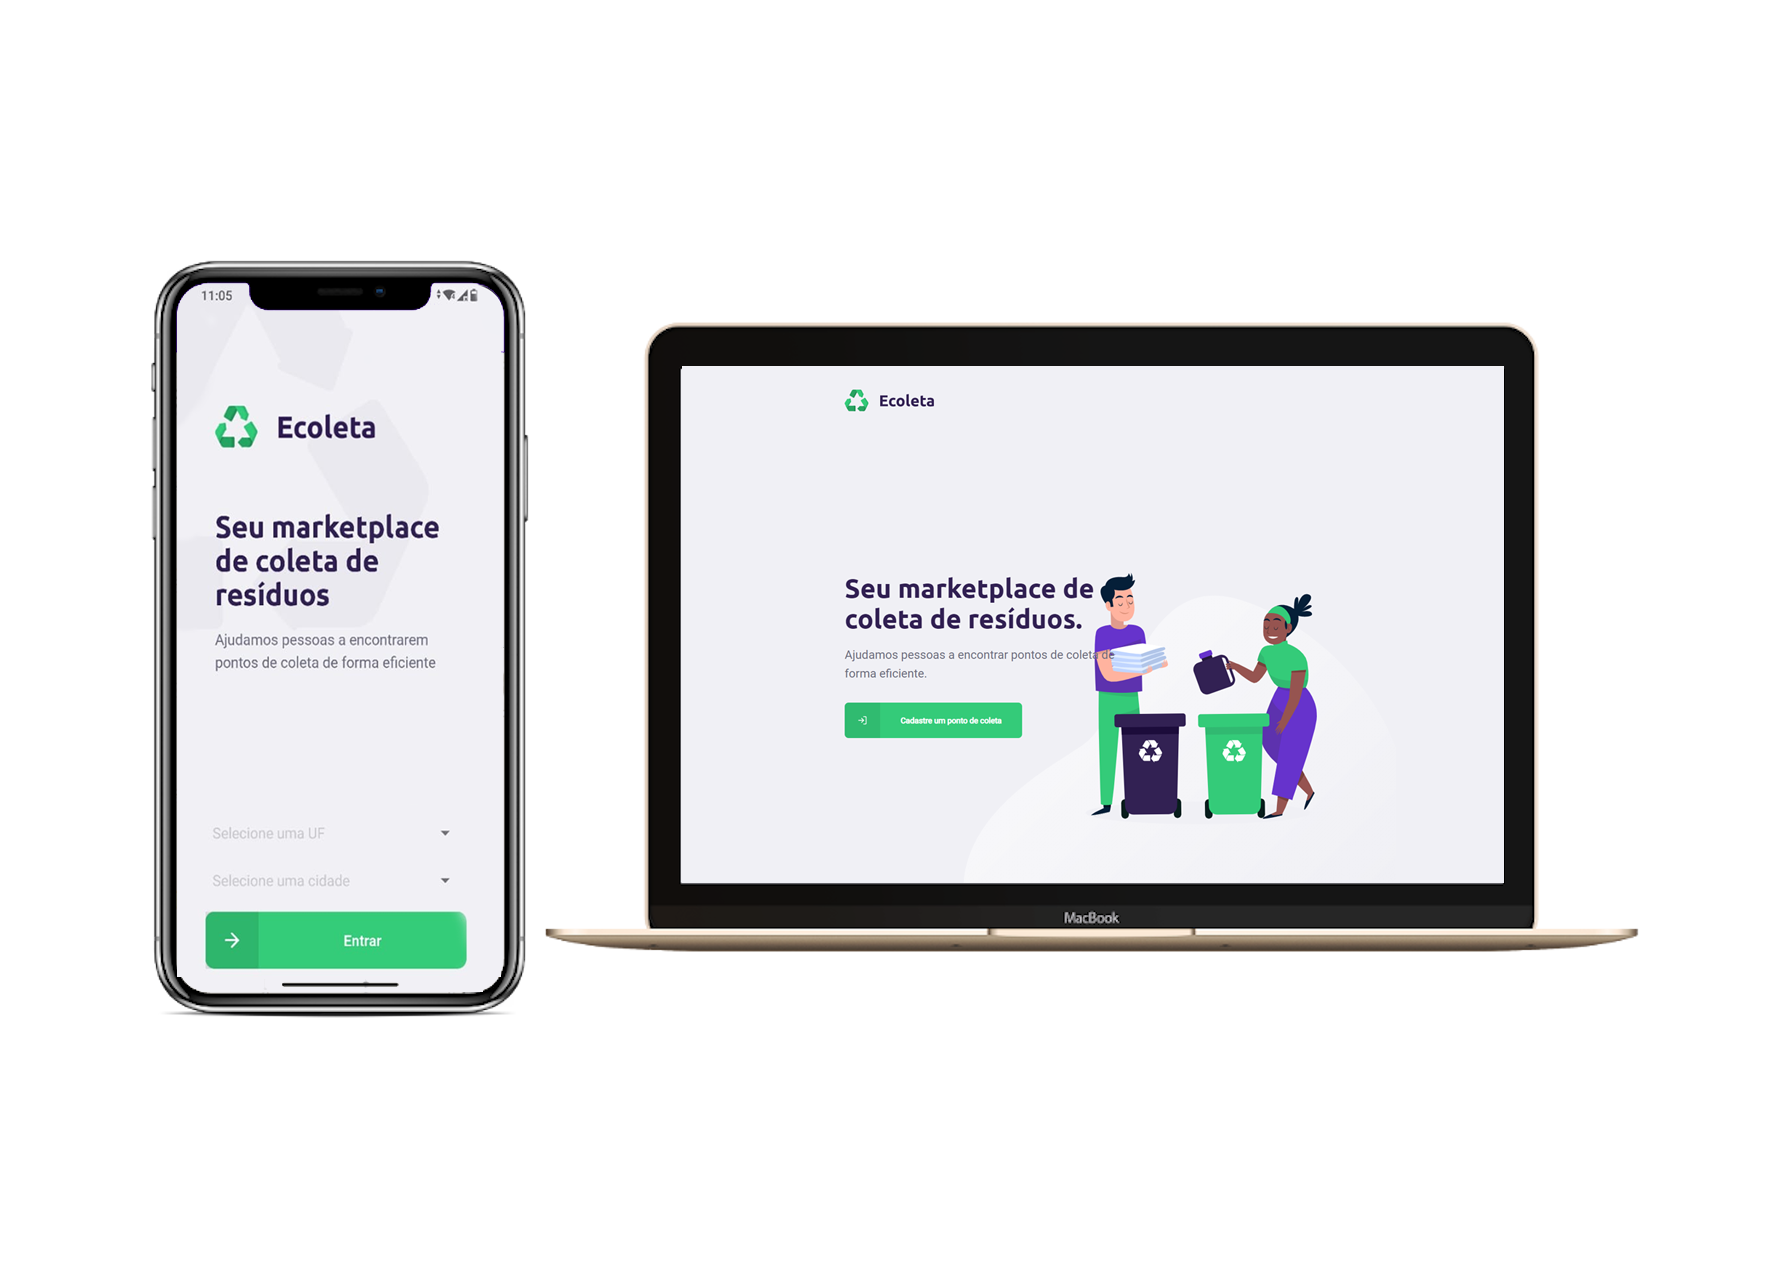 11:05
Ecoleta
Seu marketplace
de coleta de
resíduos
Ajudamos pessoas a encontrarem
pontos de coleta de forma eficiente
Selecione uma UF
Selecione uma cidade
Entrar
Ecoleta
Seu marketplace de
coleta de resíduos.
Ajudamos pessoas a encontrar pontos de coleta de
forma eficiente.
Cadastre um ponto de coleta
MacBook